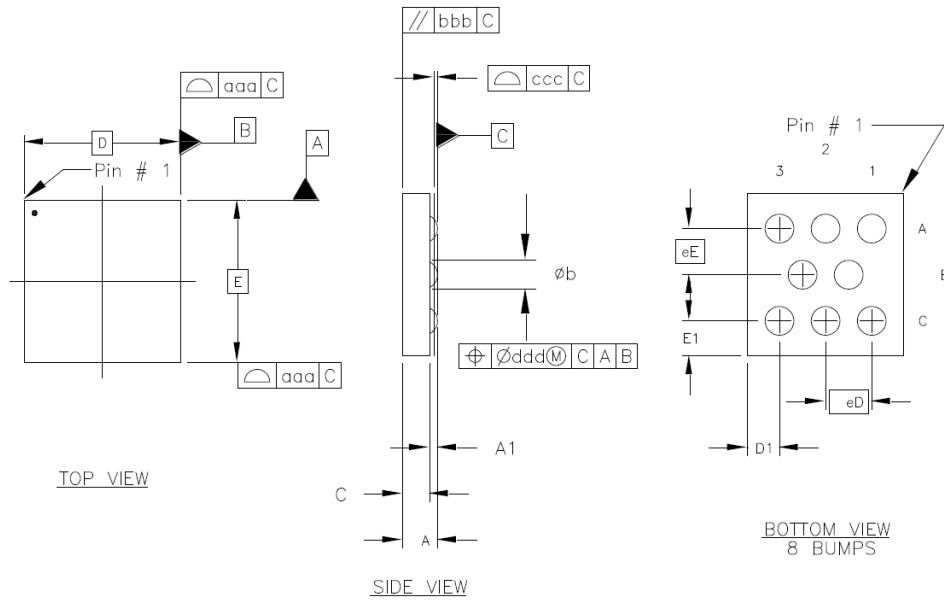 // bbb C
⌓ ccc C
⌓ aaa C
D
B
A
C
Pin # 1
Pin # 1
2
3 1
E
eE
A
B
C
Øb
⌖ Øddd Ⓜ C A B
E1
⌓ aaa C
eD
D1
A1
C
A
TOP VIEW
SIDE VIEW
BOTTOM VIEW
8 BUMPS